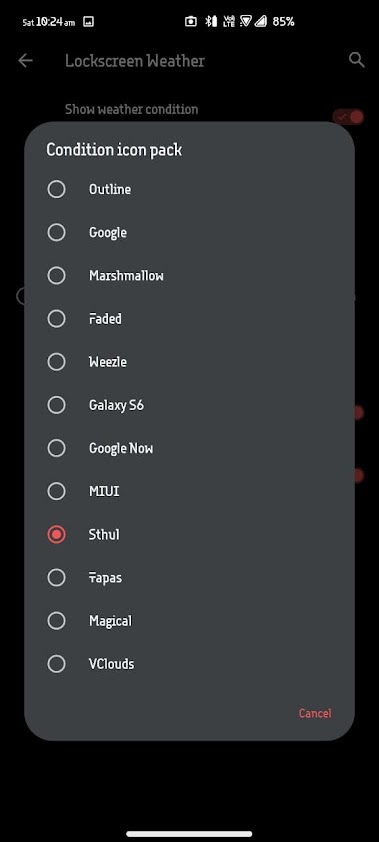 Sat 10:24 am 85%
Lockscreen Weather
Show weather condition
Condition icon pack
Outline
Google
Marshmallow
Faded
Weezle
Galaxy S6
Google Now
MIUI
Sthul
Fapas
Magical
VClouds
Cancel